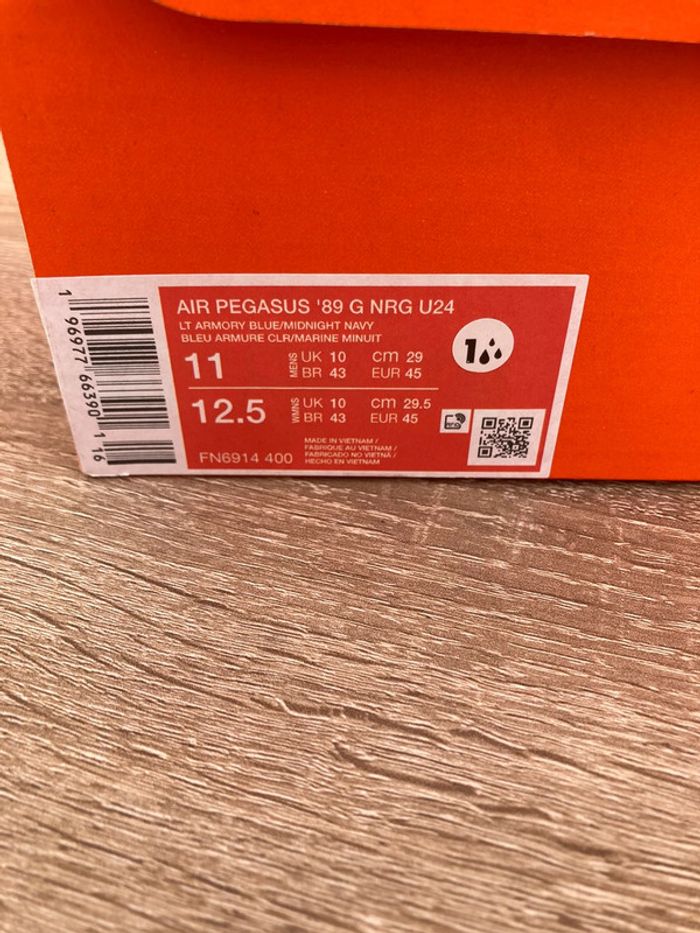 AIR PEGASUS '89 G NRG U24
LT ARMORY BLUE/MIDNIGHT NAVY
BLEU ARMURE CLR/MARINE MINUIT
11 MENS UK 10 CM 29
BR 43 EUR 45
12.5 WMNS UK 10 CM 29.5
BR 43 EUR 45
FN6914 400
MADE IN VIETNAM /
FABRIQUE AU VIETNAM /
FABRICADO NO VIETNÃ /
HECHO EN VIETNAM
1
1 96977 66390 1 16